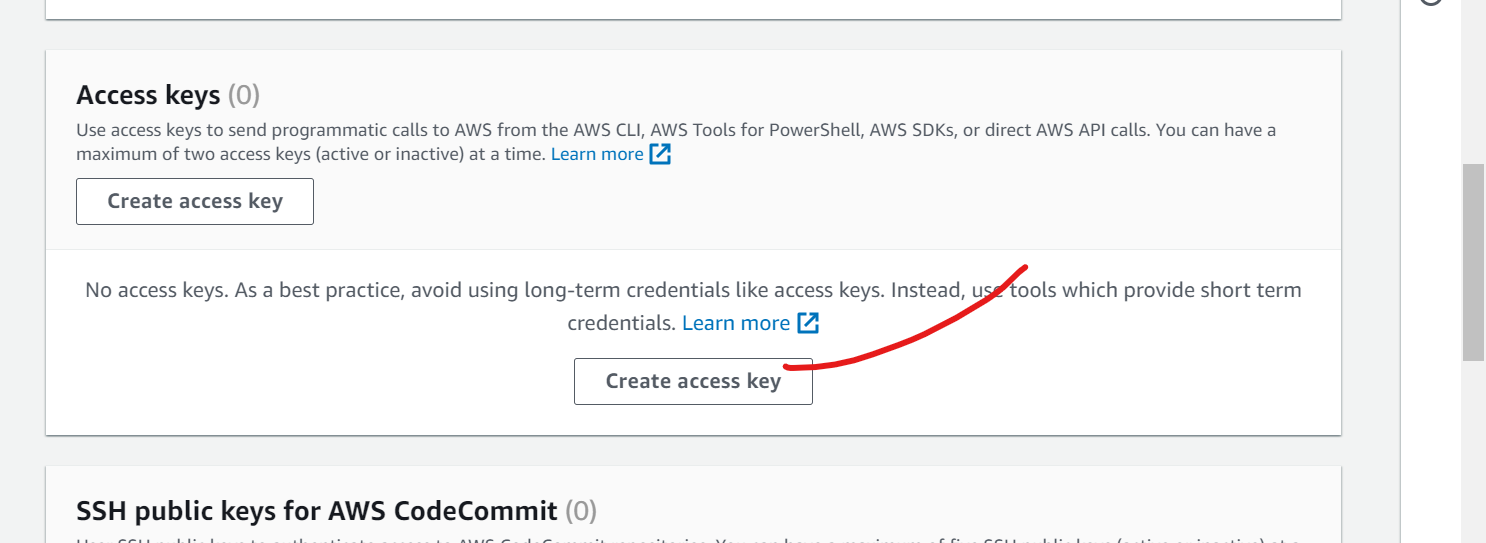 Access keys (0)
Use access keys to send programmatic calls to AWS from the AWS CLI, AWS Tools for PowerShell, AWS SDKs, or direct AWS API calls. You can have a
maximum of two access keys (active or inactive) at a time. Learn more
Create access key
No access keys. As a best practice, avoid using long-term credentials like access keys. Instead, use tools which provide short term
credentials. Learn more
Create access key
SSH public keys for AWS CodeCommit (0)